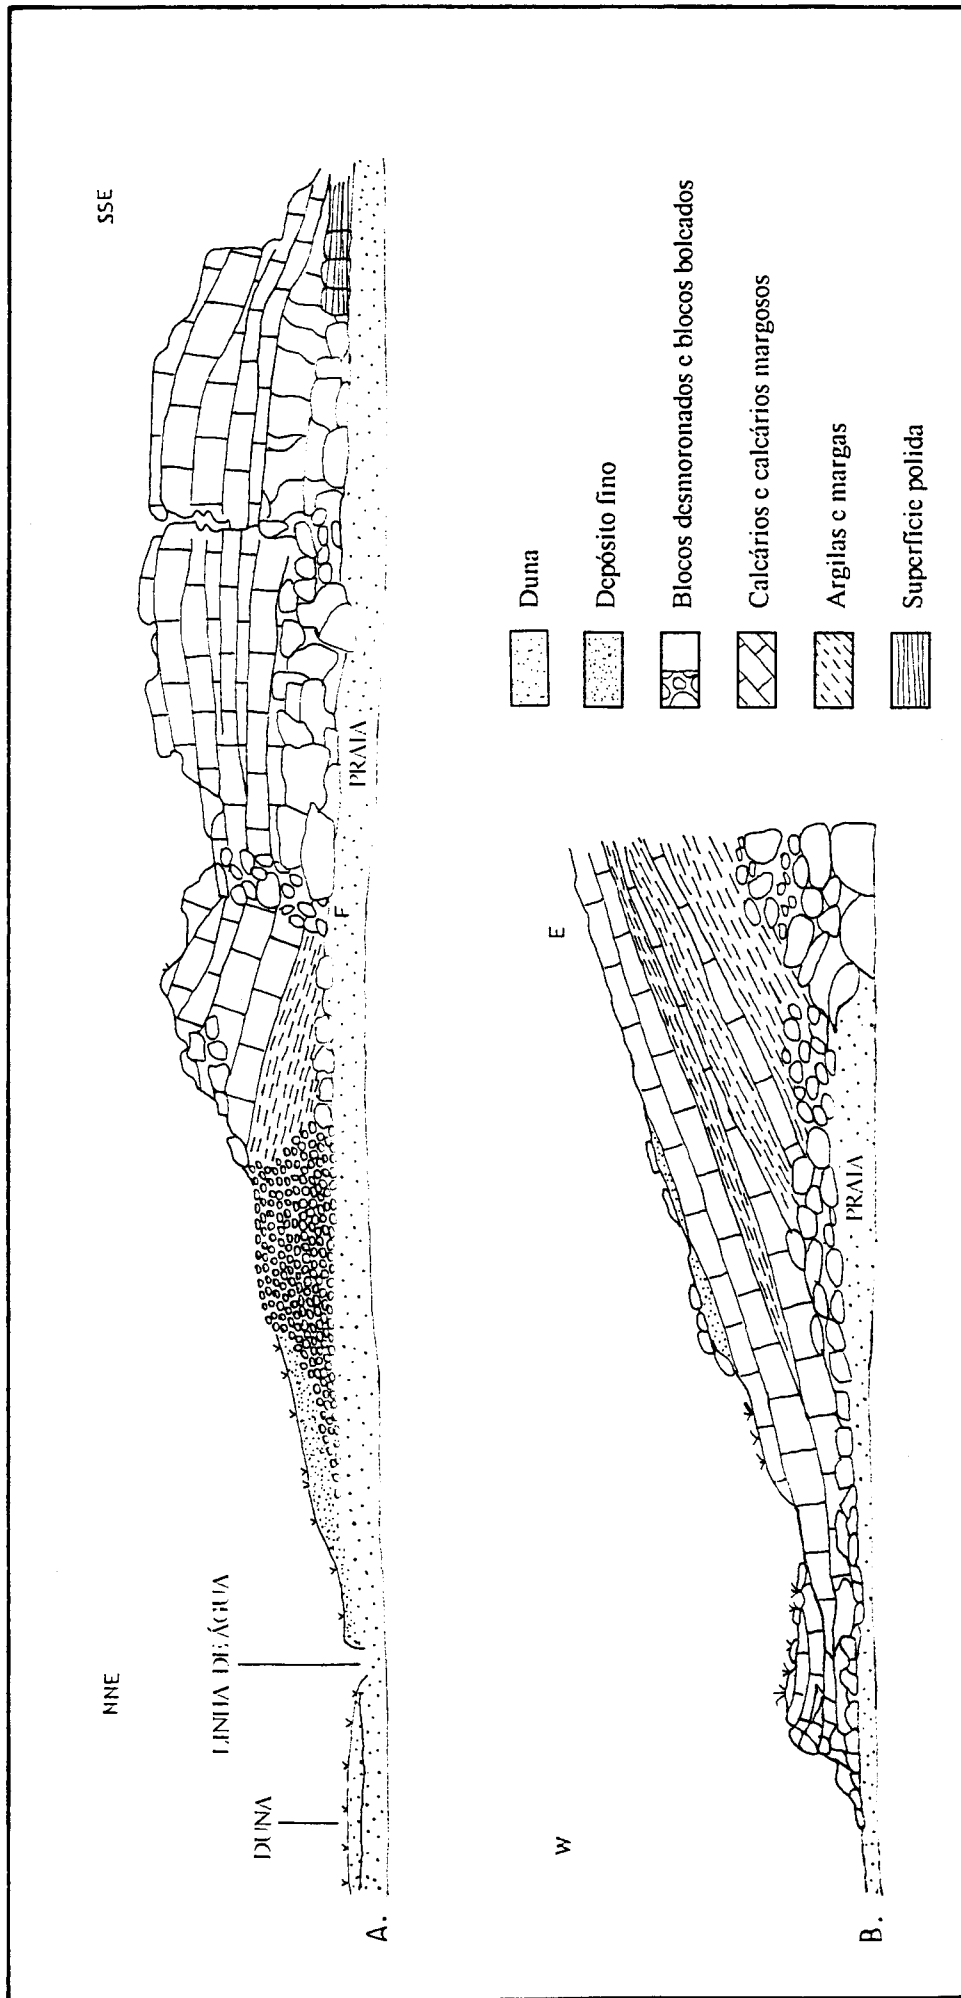 NNE
SSE
LINHA DE ÁGUA
DUNA
F
PRAIA
A.
W
E
PRAIA
B.
Duna
Depósito fino
Blocos desmoronados e blocos bolcados
Calcários e calcários margosos
Argilas e margas
Superfície polida